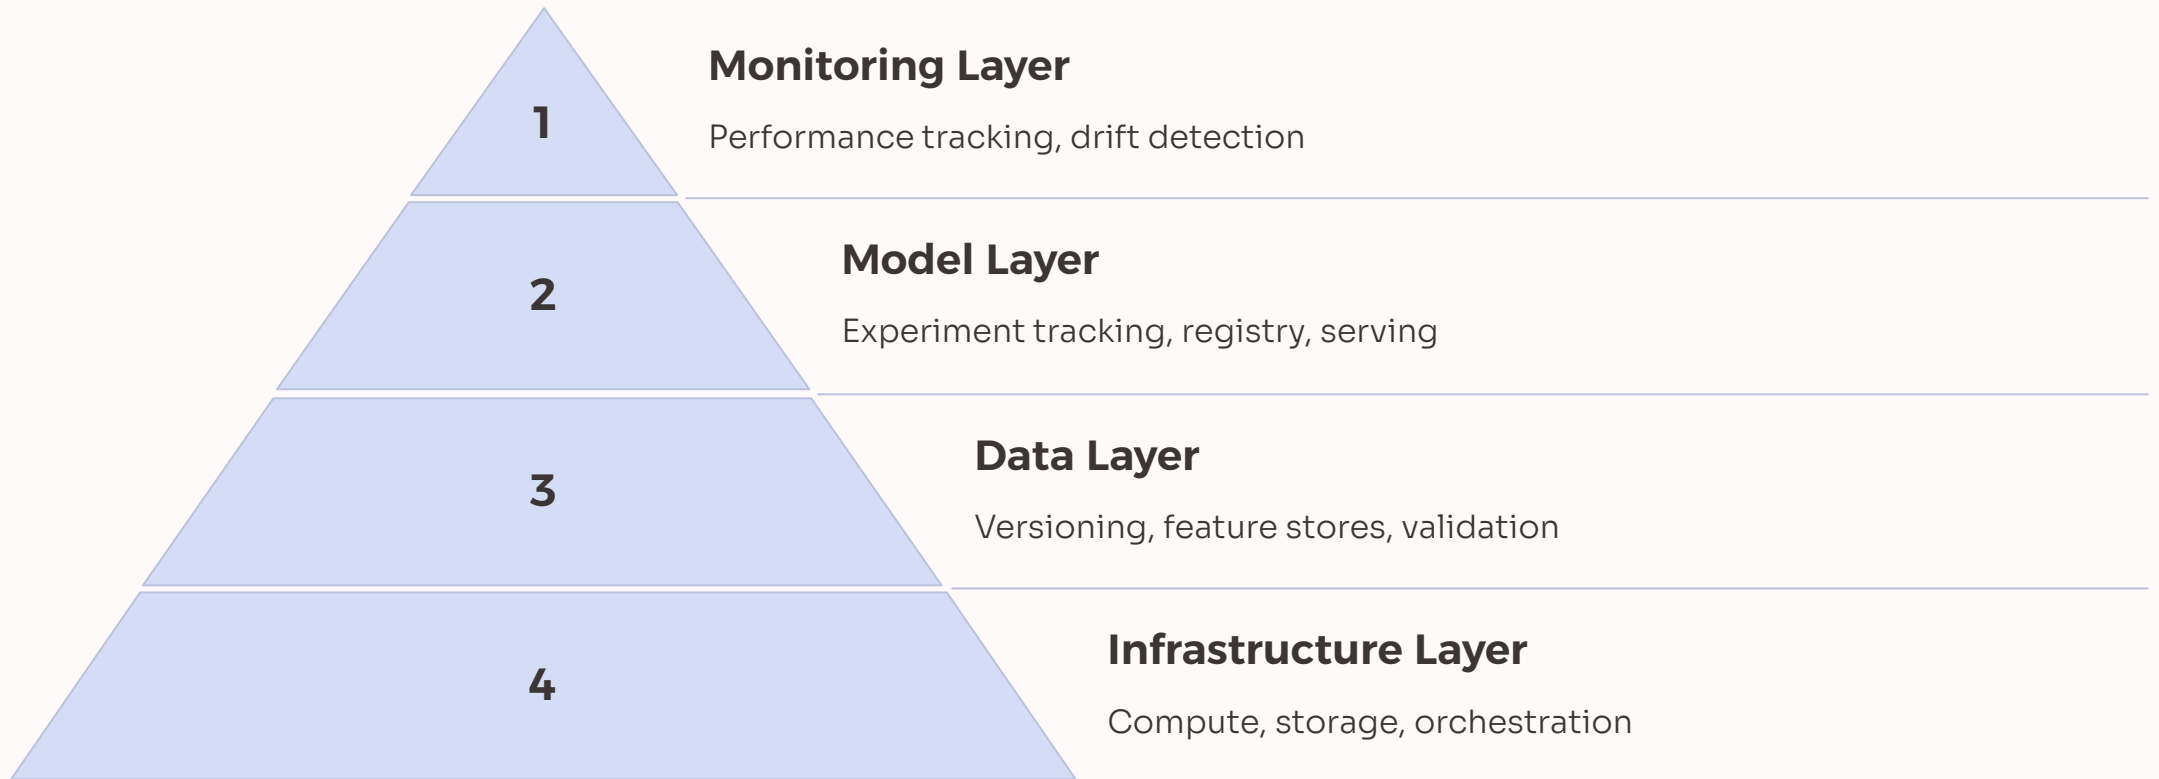 1
Monitoring Layer
Performance tracking, drift detection
2
Model Layer
Experiment tracking, registry, serving
3
Data Layer
Versioning, feature stores, validation
4
Infrastructure Layer
Compute, storage, orchestration